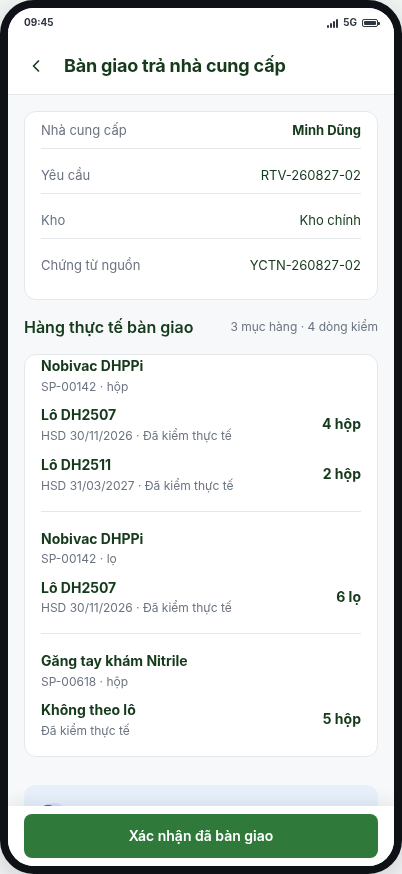 09:45
5G
Bàn giao trả nhà cung cấp
Nhà cung cấp Minh Dũng
Yêu cầu RTV-260827-02
Kho Kho chính
Chứng từ nguồn YCTN-260827-02
Hàng thực tế bàn giao 3 mục hàng · 4 dòng kiểm
Nobivac DHPPi
SP-00142 · hộp
Lô DH2507
4 hộp
HSD 30/11/2026 · Đã kiểm thực tế
Lô DH2511
2 hộp
HSD 31/03/2027 · Đã kiểm thực tế
Nobivac DHPPi
SP-00142 · lọ
Lô DH2507
6 lọ
HSD 30/11/2026 · Đã kiểm thực tế
Găng tay khám Nitrile
SP-00618 · hộp
Không theo lô
5 hộp
Đã kiểm thực tế
Xác nhận đã bàn giao